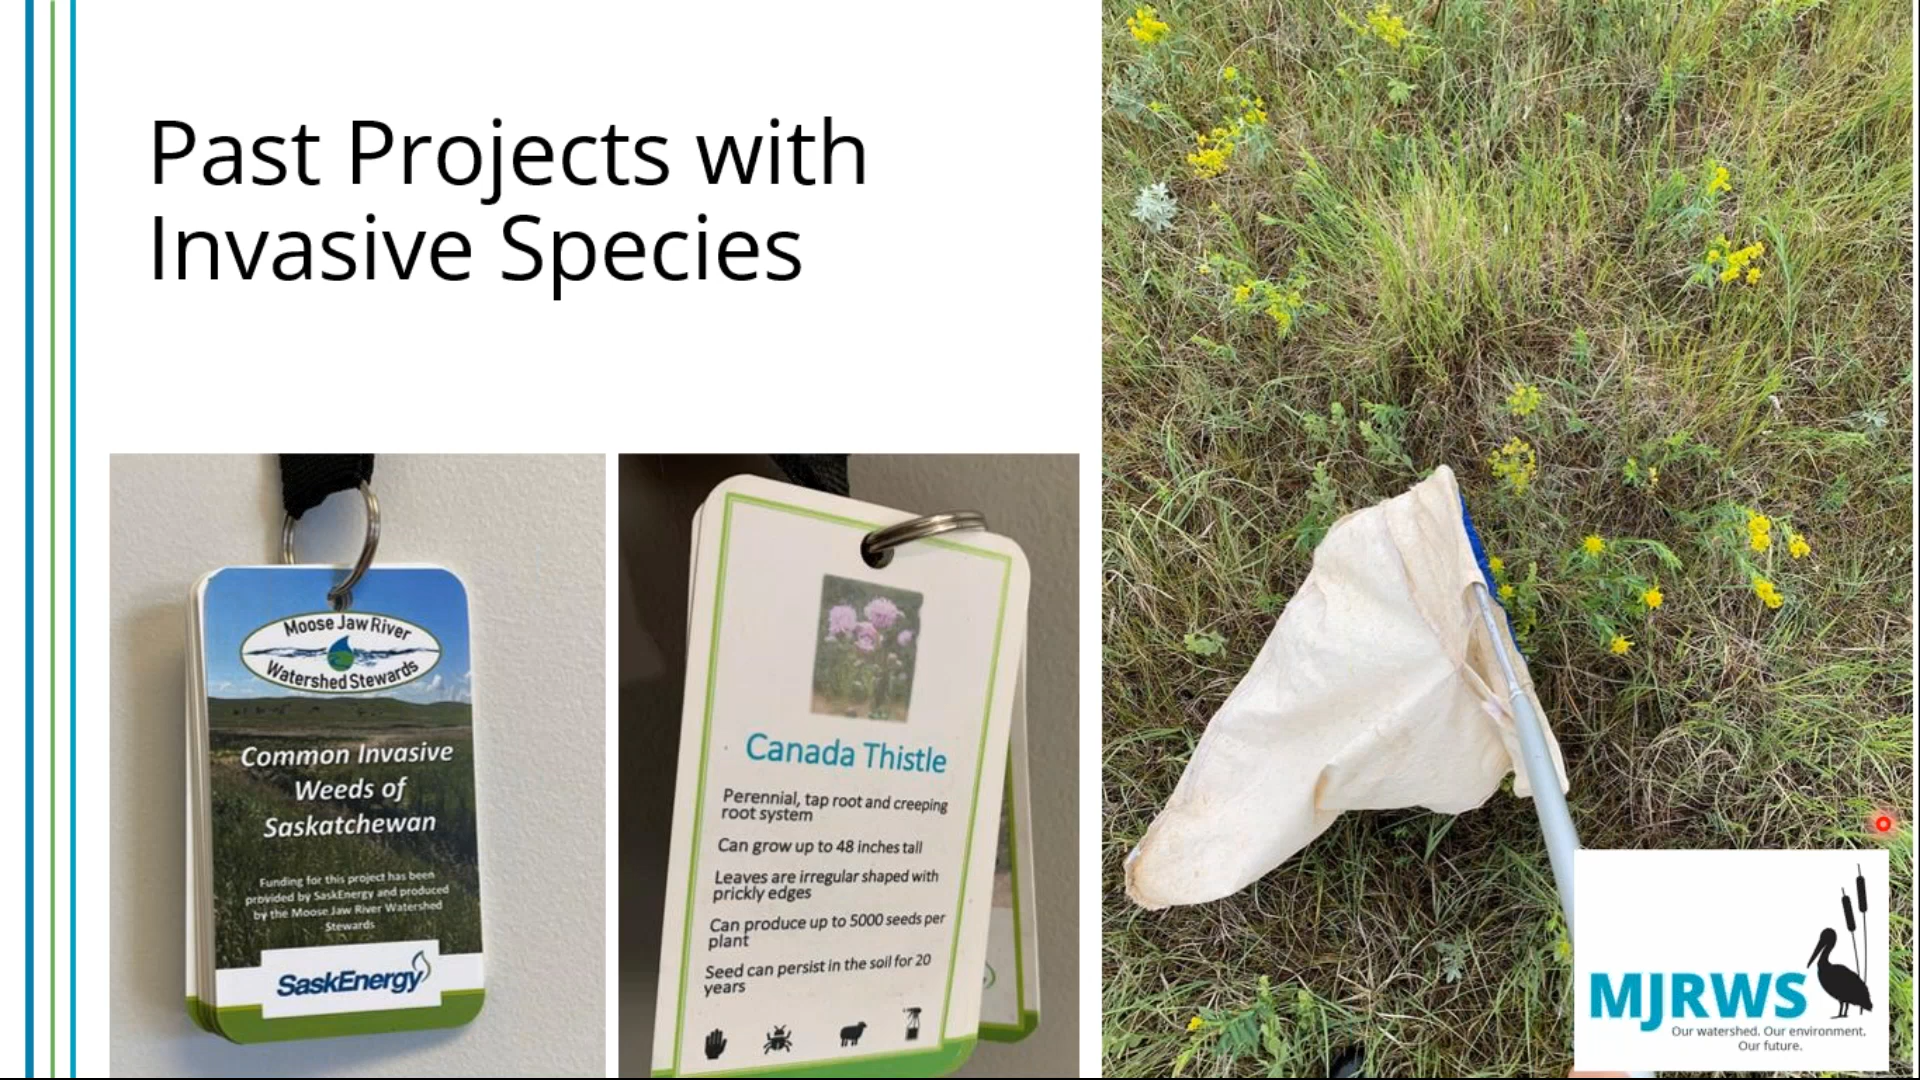 Past Projects with
Invasive Species
Moose Jaw River
Watershed Stewards
Common Invasive
Weeds of
Saskatchewan
Funding for this project has been
provided by SaskEnergy and produced
by the Moose Jaw River Watershed
Stewards
SaskEnergy
Canada Thistle
Perennial, tap root and creeping
root system
Can grow up to 48 inches tall
Leaves are irregular shaped with
prickly edges
Can produce up to 5000 seeds per
plant
Seed can persist in the soil for 20
years
MJRWS
Our watershed. Our environment.
Our future.